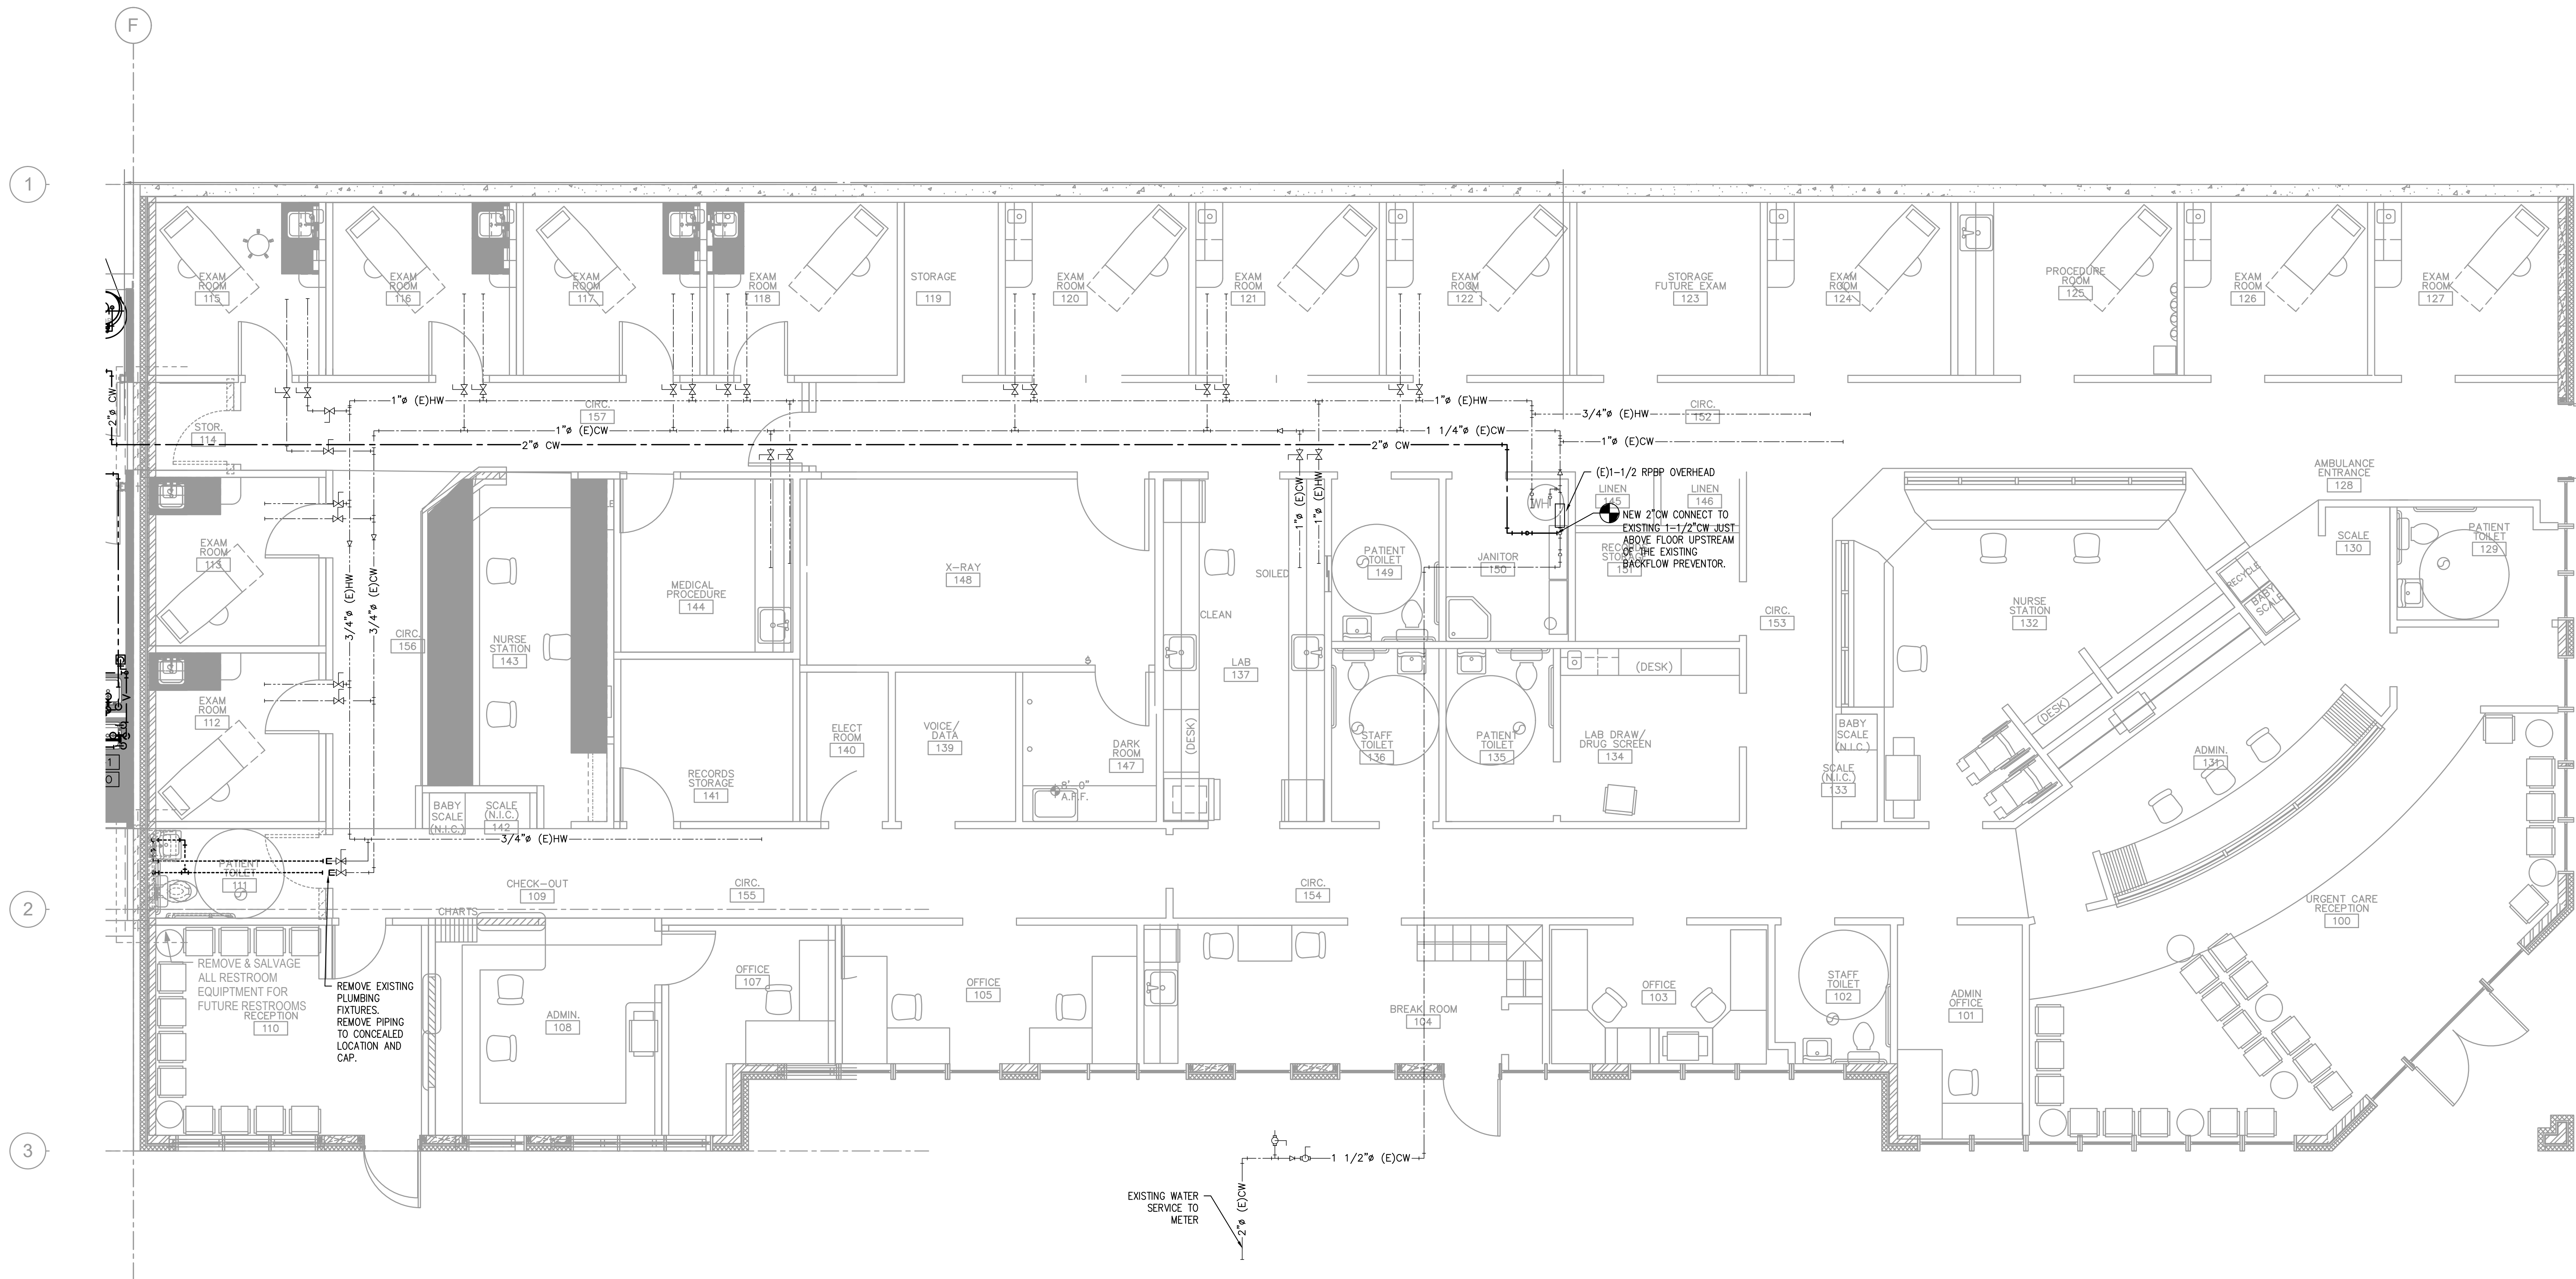 F
1
EXAM
ROOM
115
EXAM
ROOM
116
EXAM
ROOM
117
EXAM
ROOM
118
STORAGE
119
EXAM
ROOM
120
EXAM
ROOM
121
EXAM
ROOM
122
STORAGE
FUTURE EXAM
123
EXAM
ROOM
124
PROCEDURE
ROOM
125
EXAM
ROOM
126
EXAM
ROOM
127
2"ø CW
1"ø (E)HW
CIRC.
157
1"ø (E)HW
3/4"ø (E)HW
CIRC.
152
STOR.
114
1"ø (E)CW
1 1/4"ø (E)CW
2"ø CW
2"ø CW
1"ø (E)CW
(E)1-1/2 RPBP OVERHEAD
AMBULANCE
ENTRANCE
128
WH
LINEN
145
LINEN
146
NEW 2"CW CONNECT TO
EXISTING 1-1/2"CW JUST
ABOVE FLOOR UPSTREAM
OF THE EXISTING
BACKFLOW PREVENTOR.
RECORDS
STORAGE
151
1"ø (E)CW
1"ø (E)HW
SCALE
130
PATIENT
TOILET
129
EXAM
ROOM
113
3/4"ø (E)HW
3/4"ø (E)CW
MEDICAL
PROCEDURE
144
X-RAY
148
SOILED
PATIENT
TOILET
149
JANITOR
150
RECYCLE
BABY
SCALE
CLEAN
NURSE
STATION
132
CIRC.
153
CIRC.
156
NURSE
STATION
143
LAB
137
(DESK)
EXAM
ROOM
112
ELECT
ROOM
140
VOICE/
DATA
139
DARK
ROOM
147
(DESK)
STAFF
TOILET
136
PATIENT
TOILET
135
LAB DRAW/
DRUG SCREEN
134
BABY
SCALE
(N.I.C.)
(DESK)
ADMIN.
131
SCALE
(N.I.C.)
133
RECORDS
STORAGE
141
8'-0"
A.F.F.
BABY
SCALE
(N.I.C.)
SCALE
(N.I.C.)
142
3/4"ø (E)HW
PATIENT
TOILET
111
CHECK-OUT
109
CIRC.
155
CIRC.
154
2
CHARTS
URGENT CARE
RECEPTION
100
REMOVE & SALVAGE
ALL RESTROOM
EQUIPTMENT FOR
FUTURE RESTROOMS
RECEPTION
110
REMOVE EXISTING
PLUMBING
FIXTURES.
REMOVE PIPING
TO CONCEALED
LOCATION AND
CAP.
ADMIN.
108
OFFICE
107
OFFICE
105
BREAK ROOM
104
OFFICE
103
STAFF
TOILET
102
ADMIN
OFFICE
101
3
1 1/2"ø (E)CW
EXISTING WATER
SERVICE TO
METER
2"ø (E)CW